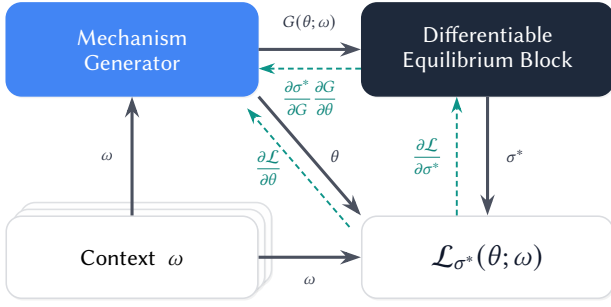 Mechanism
Generator
G(θ; ω)
Differentiable
Equilibrium Block
∂σ*/∂G ∂G/∂θ
ω
∂ℒ/∂θ
θ
∂ℒ/∂σ*
σ*
Context ω
ω
ℒσ*(θ; ω)